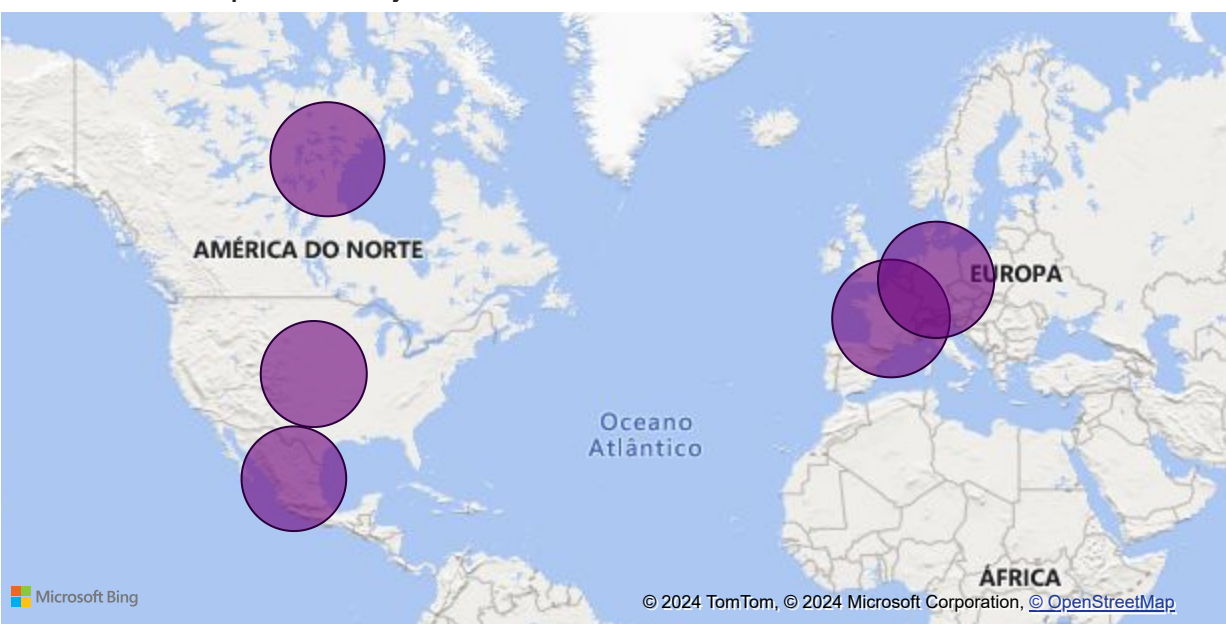 AMÉRICA DO NORTE
EUROPA
Oceano
Atlântico
ÁFRICA
Microsoft Bing
© 2024 TomTom, © 2024 Microsoft Corporation, © OpenStreetMap